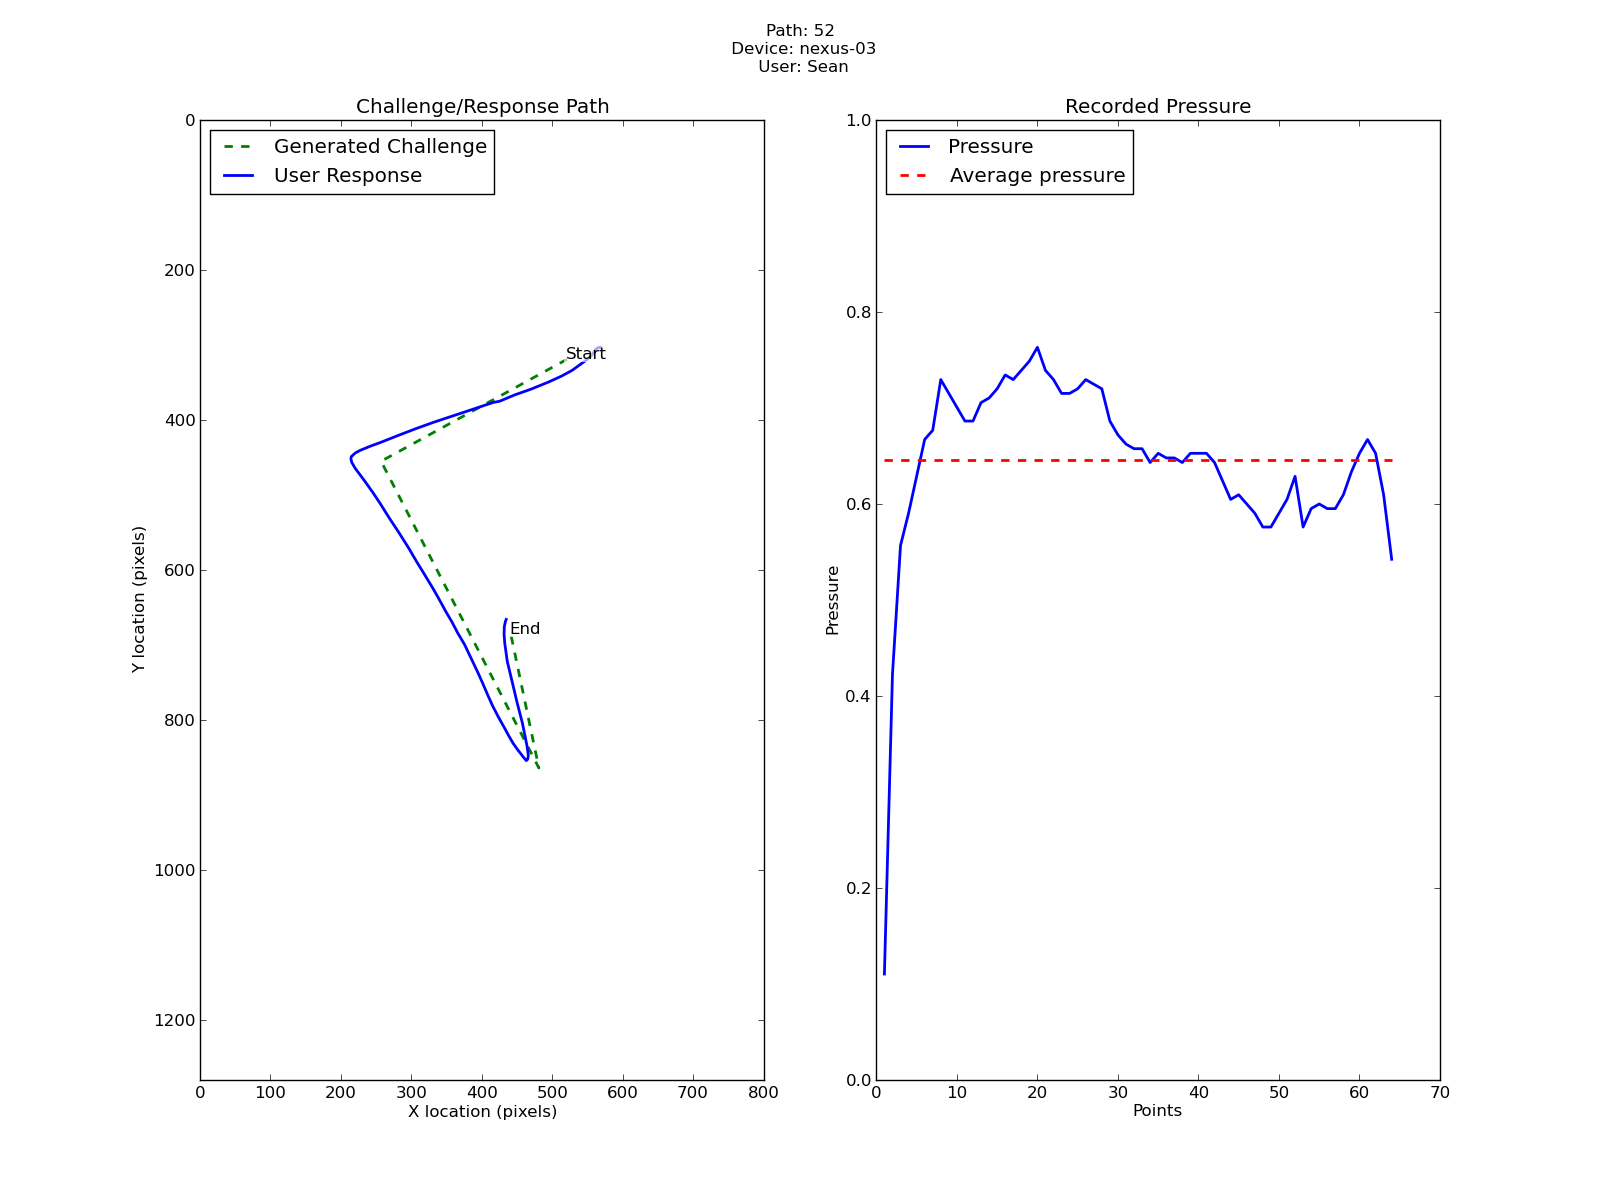 Path: 52
Device: nexus-03
User: Sean
Challenge/Response Path
Generated Challenge
User Response
Start
End
0
200
400
600
800
1000
1200
Y location (pixels)
0 100 200 300 400 500 600 700 800
X location (pixels)
Recorded Pressure
Pressure
Average pressure
1.0
0.8
0.6
0.4
0.2
0.0
Pressure
0 10 20 30 40 50 60 70
Points